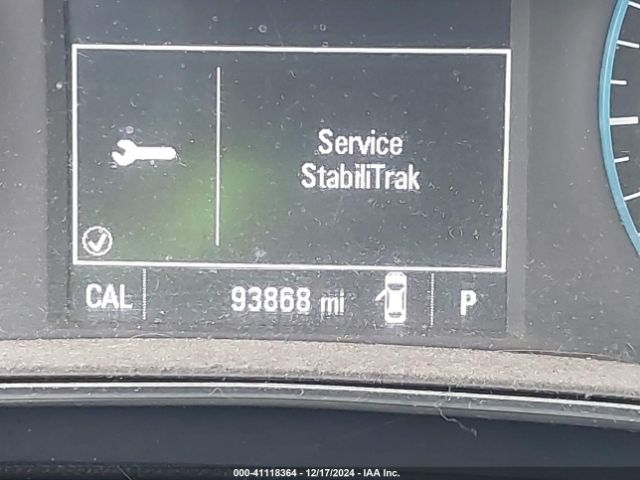 Service
StabiliTrak
CAL 93868 mi P
000-41118364 - 12/17/2024 - IAA Inc.